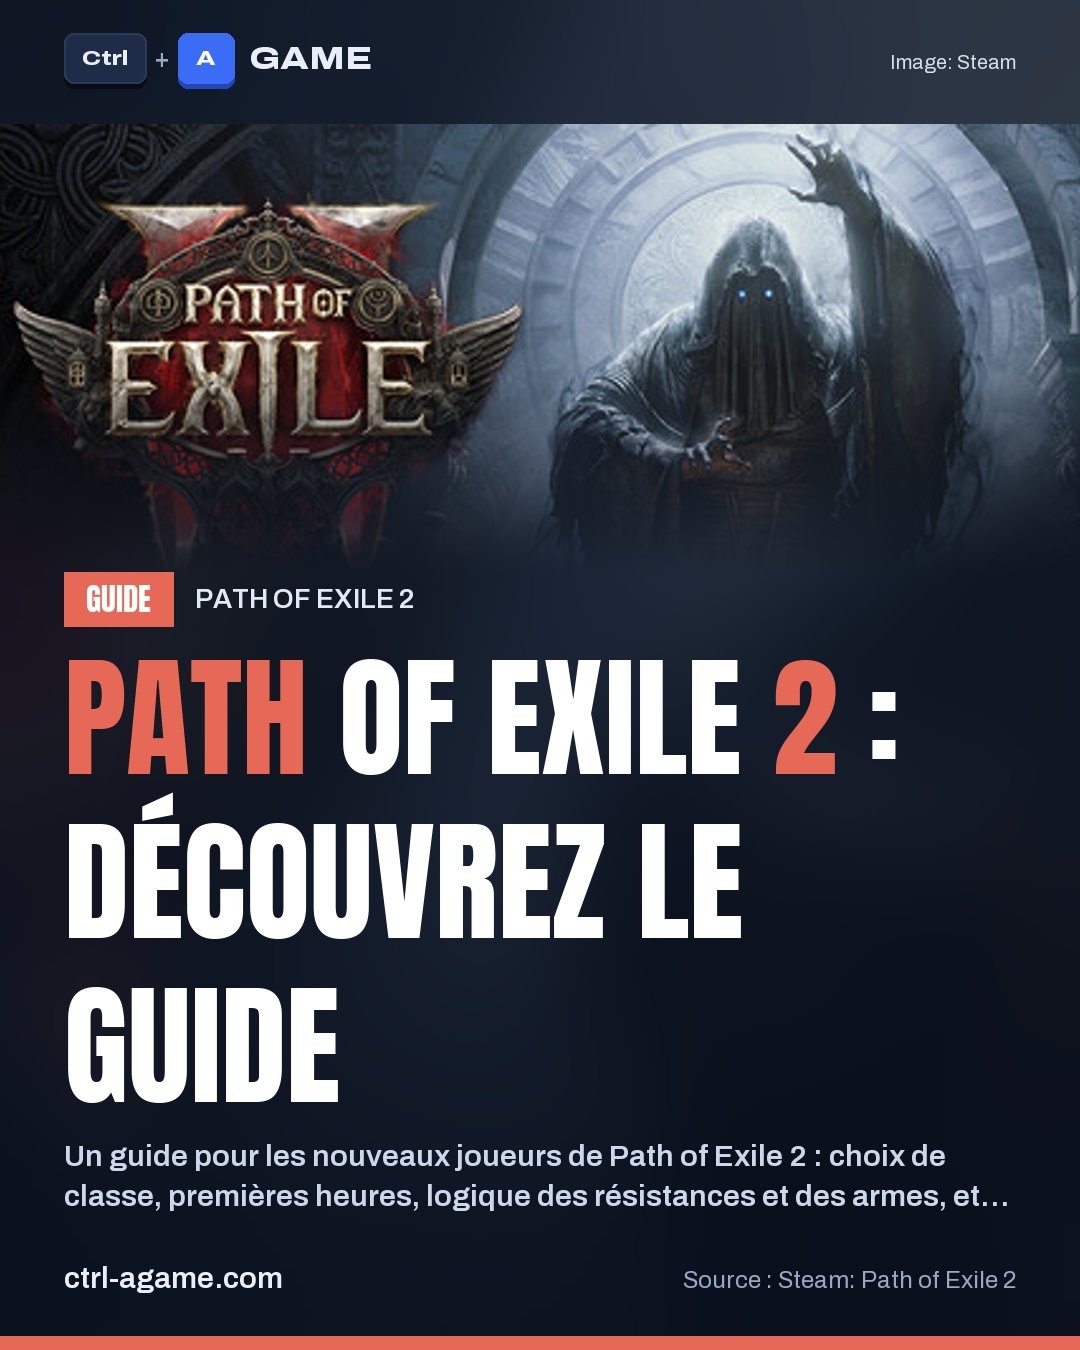 Ctrl + A GAME
Image: Steam
PATH OF
EXILE
GUIDE PATH OF EXILE 2
PATH OF EXILE 2 :
DÉCOUVREZ LE
GUIDE
Un guide pour les nouveaux joueurs de Path of Exile 2 : choix de
classe, premières heures, logique des résistances et des armes, et...
ctrl-agame.com
Source : Steam: Path of Exile 2